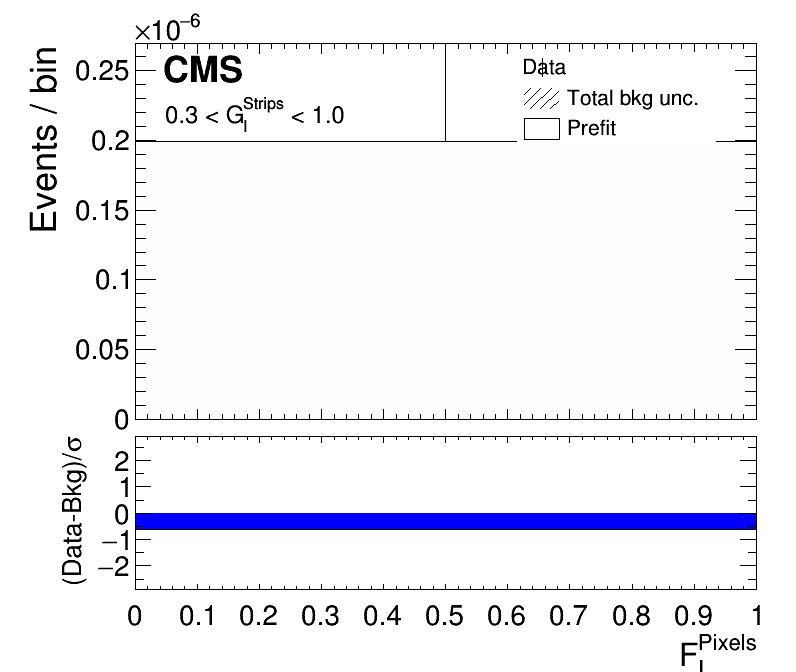 ×10⁻⁶
CMS
0.3 < G_I^Strips < 1.0
Data
Total bkg unc.
Prefit
Events / bin
0.25
0.2
0.15
0.1
0.05
0
(Data-Bkg)/σ
2
1
0
−1
−2
0 0.1 0.2 0.3 0.4 0.5 0.6 0.7 0.8 0.9 1
F_I^Pixels